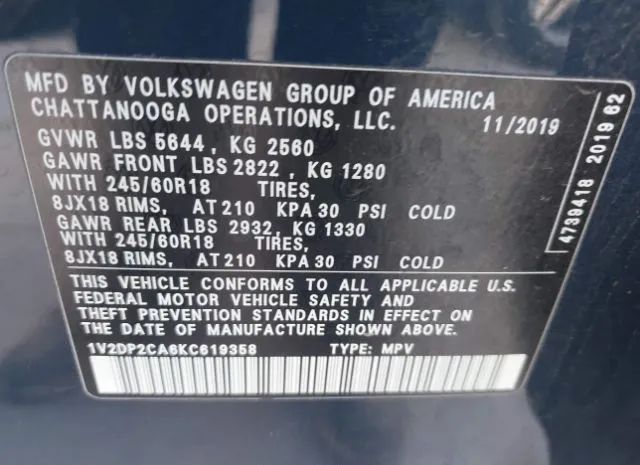 MFD BY VOLKSWAGEN GROUP OF AMERICA
CHATTANOOGA OPERATIONS, LLC. 11/2019
GVWR LBS 5644 , KG 2560
GAWR FRONT LBS 2822 , KG 1280
WITH 245/60R18 TIRES,
8JX18 RIMS, AT 210 KPA 30 PSI COLD
GAWR REAR LBS 2932, KG 1330
WITH 245/60R18 TIRES,
8JX18 RIMS, AT 210 KPA 30 PSI COLD
THIS VEHICLE CONFORMS TO ALL APPLICABLE U.S.
FEDERAL MOTOR VEHICLE SAFETY AND
THEFT PREVENTION STANDARDS IN EFFECT ON
THE DATE OF MANUFACTURE SHOWN ABOVE.
1V2DP2CA6KC619358 TYPE: MPV
4739418 2019 62